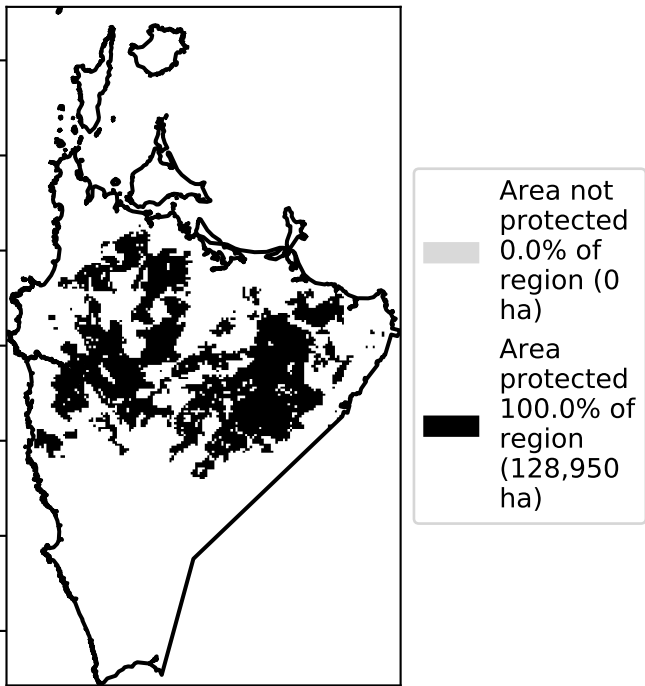 Area not
protected
0.0% of
region (0
ha)
Area
protected
100.0% of
region
(128,950
ha)